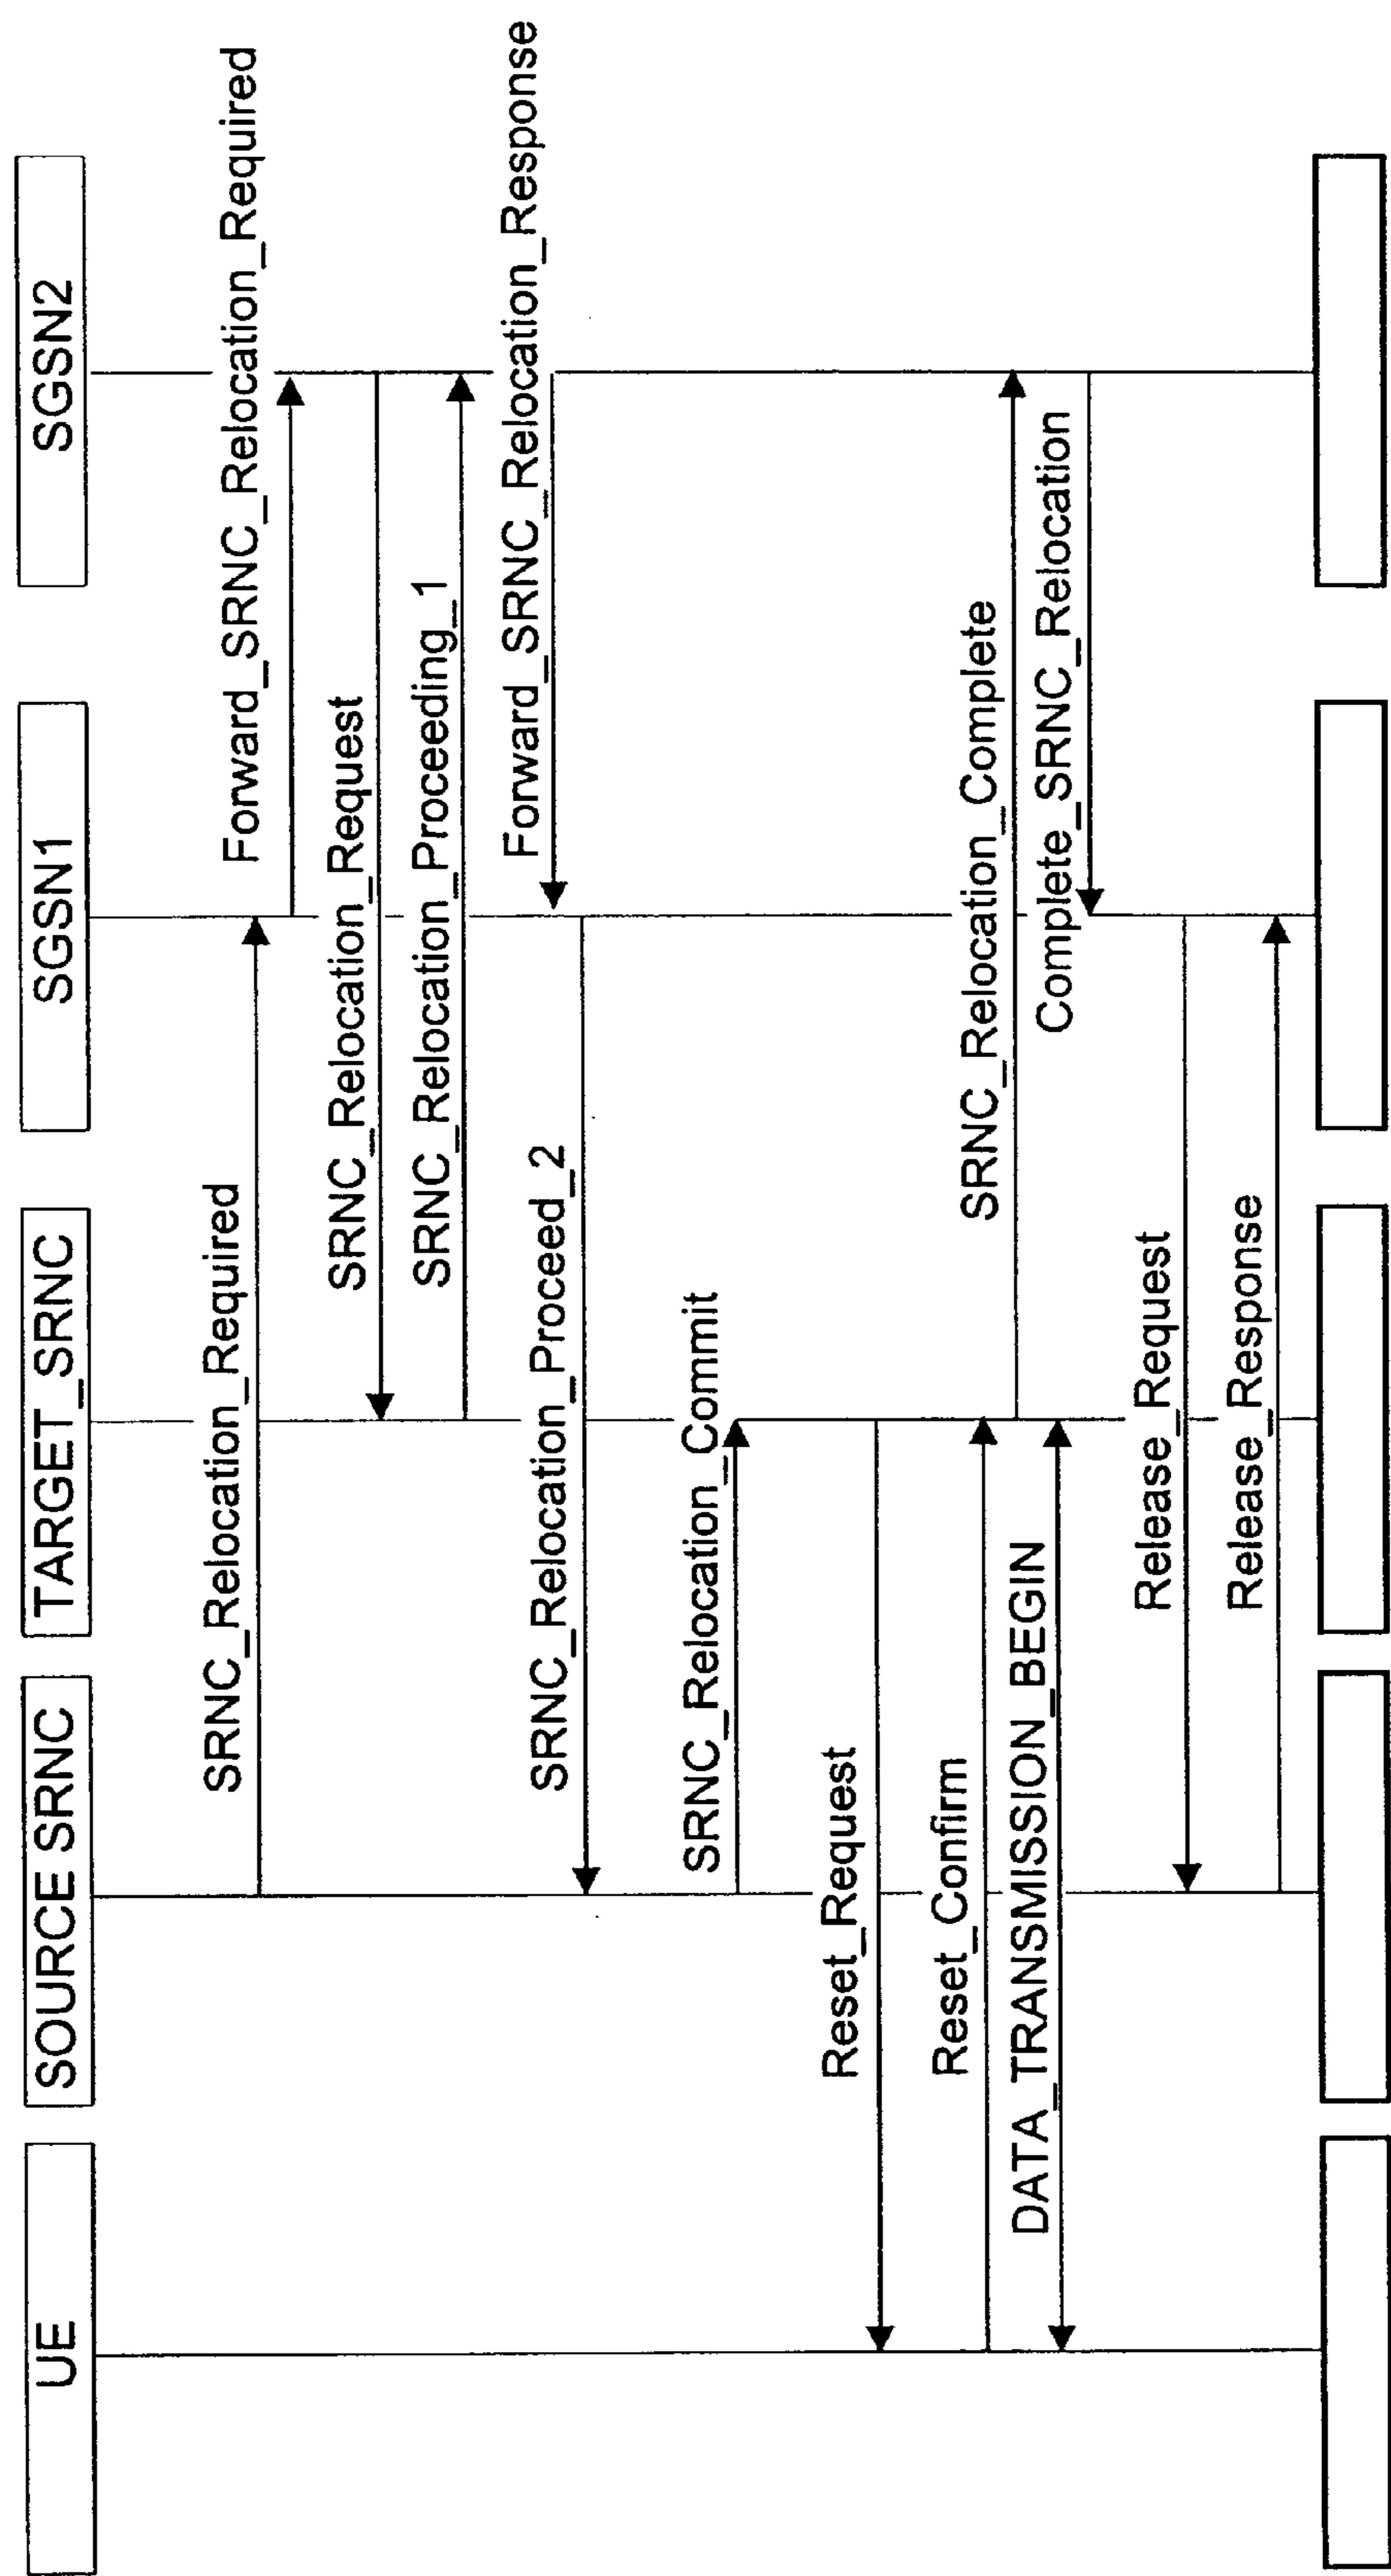 UE
SOURCE SRNC
TARGET_SRNC
SGSN1
SGSN2
SRNC_Relocation_Required
Forward_SRNC_Relocation_Required
SRNC_Relocation_Request
SRNC_Relocation_Proceeding_1
Forward_SRNC_Relocation_Response
SRNC_Relocation_Proceed_2
SRNC_Relocation_Commit
Reset_Request
Reset_Confirm
SRNC_Relocation_Complete
DATA_TRANSMISSION_BEGIN
Complete_SRNC_Relocation
Release_Request
Release_Response